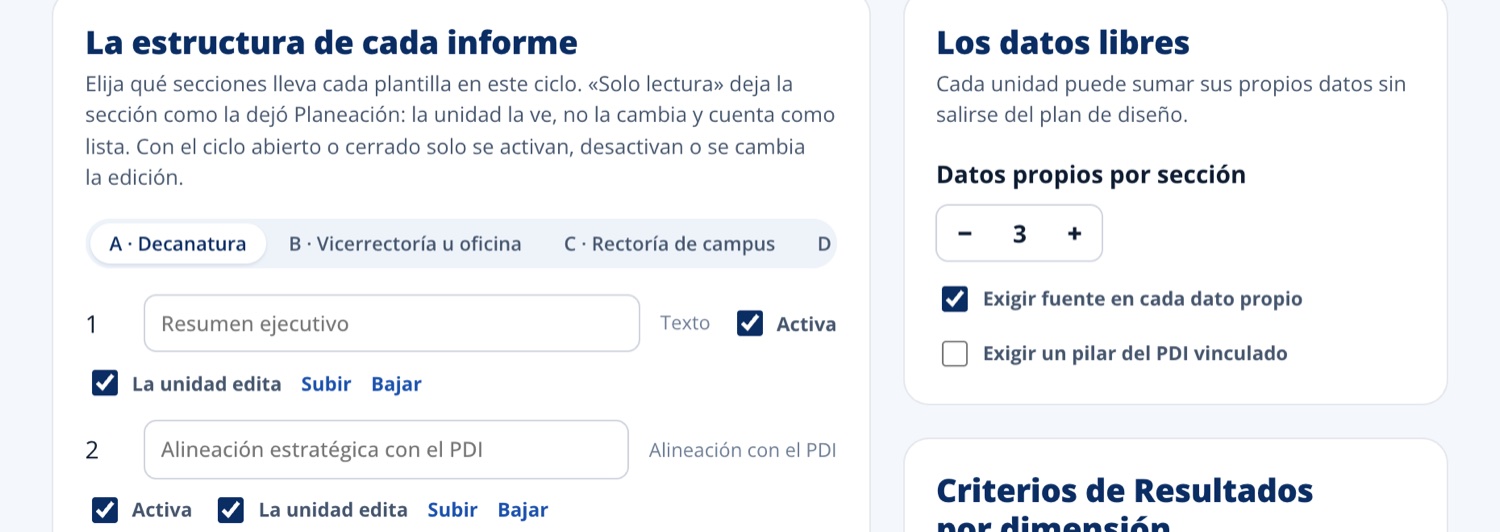 La estructura de cada informe
Elija qué secciones lleva cada plantilla en este ciclo. «Solo lectura» deja la
sección como la dejó Planeación: la unidad la ve, no la cambia y cuenta como
lista. Con el ciclo abierto o cerrado solo se activan, desactivan o se cambia
la edición.
A · Decanatura B · Vicerrectoría u oficina C · Rectoría de campus D
1 Resumen ejecutivo Texto Activa
La unidad edita Subir Bajar
2 Alineación estratégica con el PDI Alineación con el PDI
Activa La unidad edita Subir Bajar
Los datos libres
Cada unidad puede sumar sus propios datos sin
salirse del plan de diseño.
Datos propios por sección
− 3 +
Exigir fuente en cada dato propio
Exigir un pilar del PDI vinculado
Criterios de Resultados
por dimensión